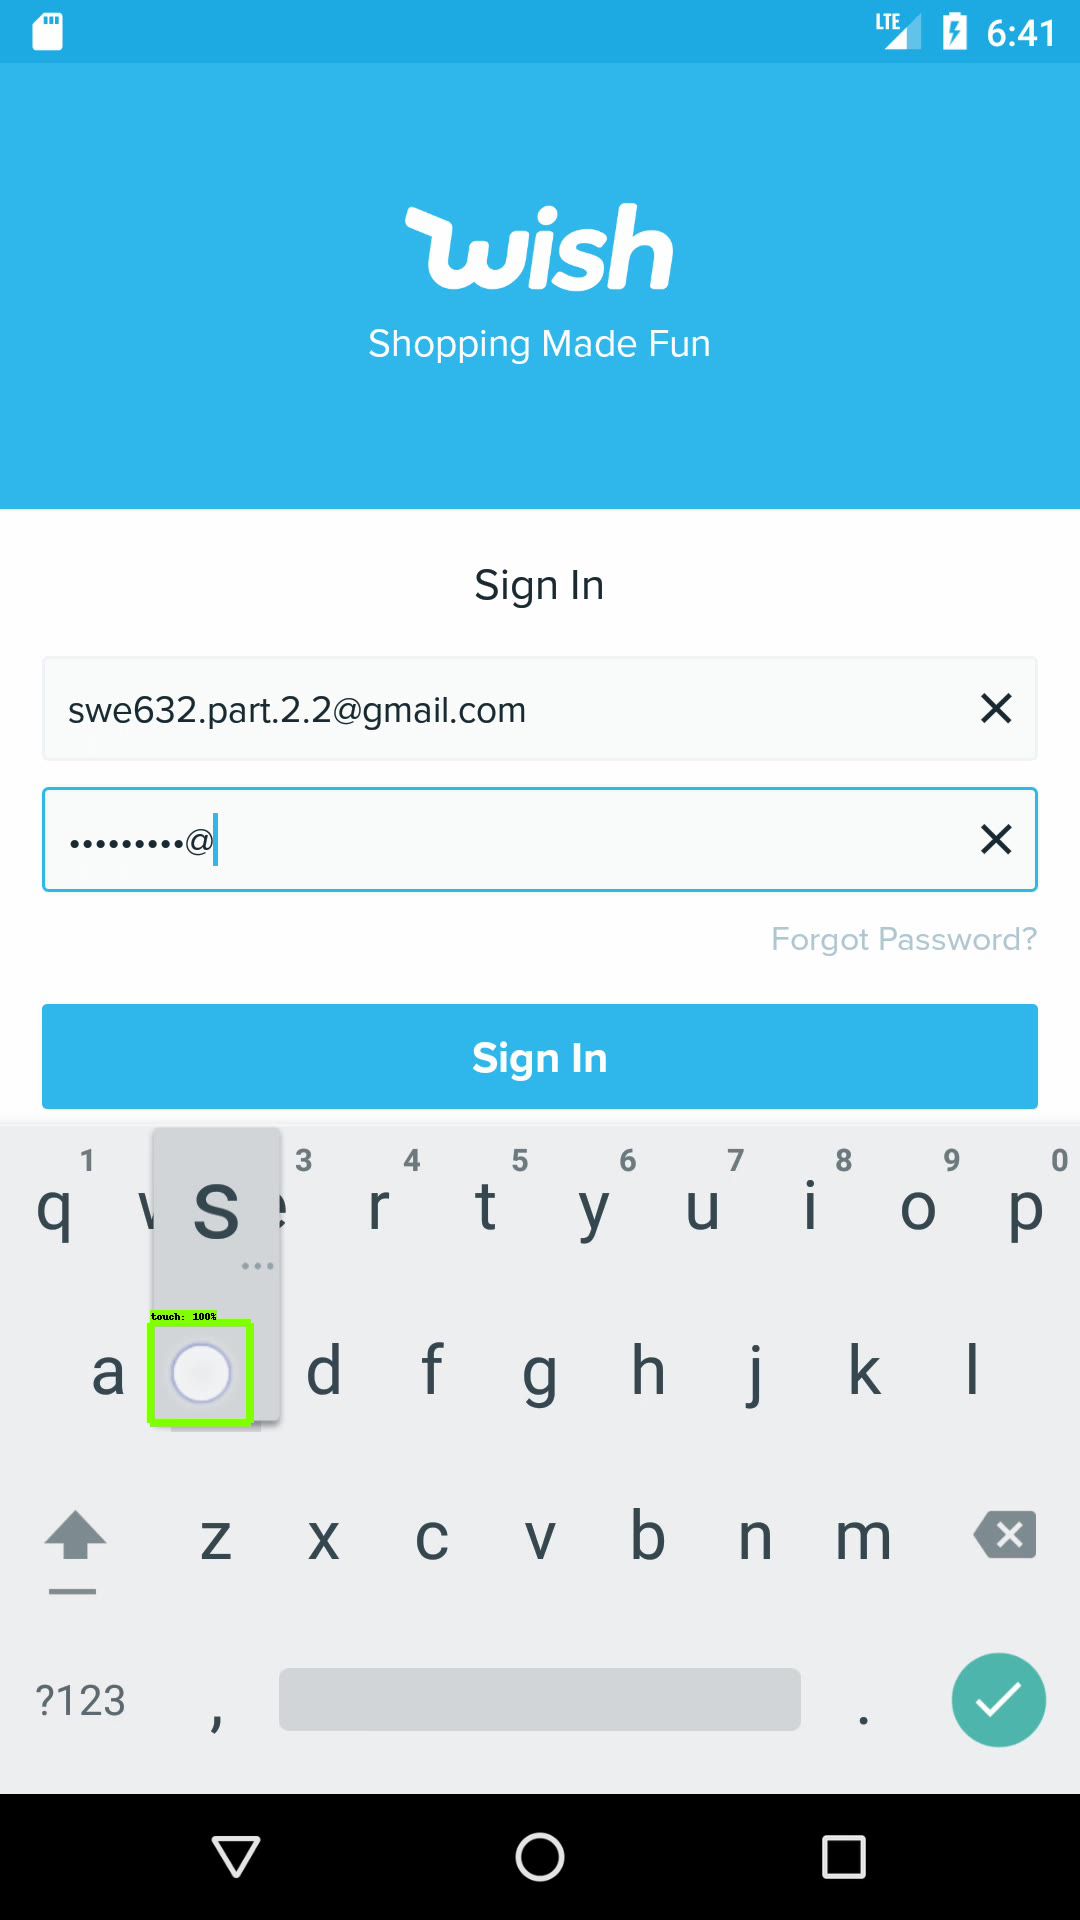 LTE 6:41
wish
Shopping Made Fun
Sign In
swe632.part.2.2@gmail.com
•••••••••@
Forgot Password?
Sign In
1 3 4 5 6 7 8 9 0
q s r t y u i o p
...
touch: 100%
a d f g h j k l
z x c v b n m
?123 , .